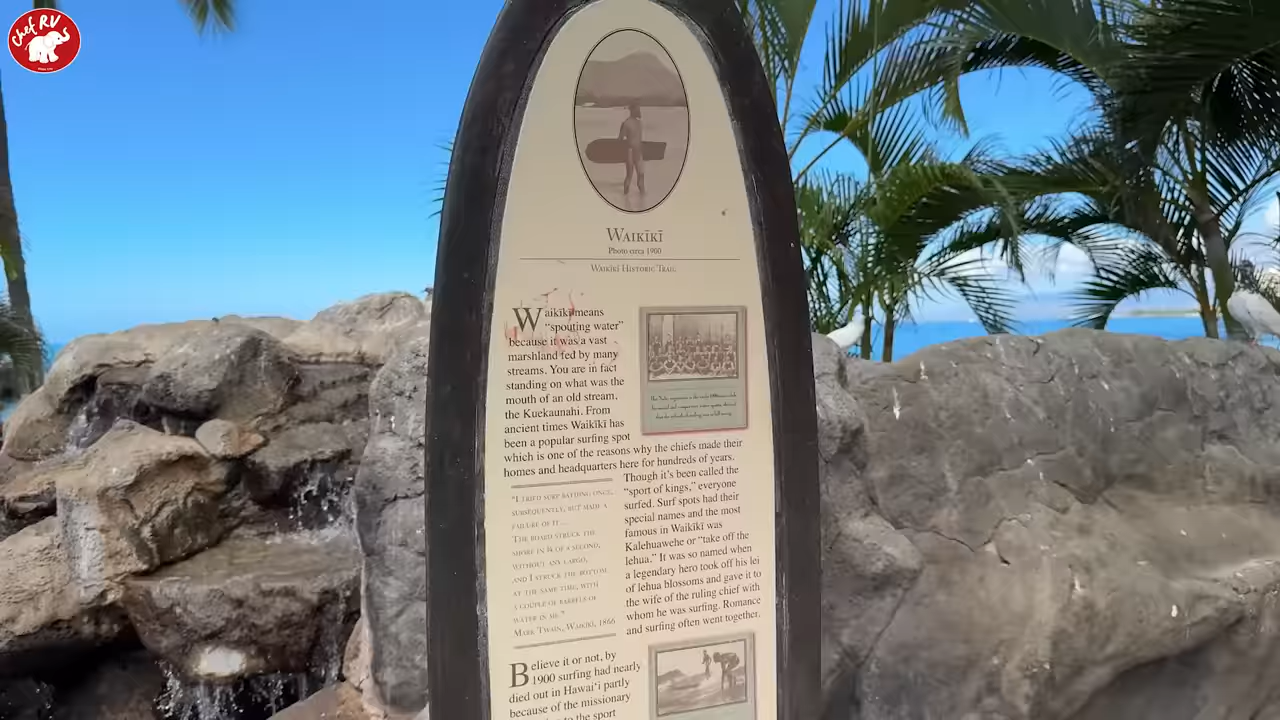 Chef RV
WAIKĪKĪ
Photo circa 1900
WAIKĪKĪ HISTORIC TRAIL
Waikīkī means
“spouting water”
because it was a vast
marshland fed by many
streams. You are in fact
standing on what was the
mouth of an old stream,
the Kuekaunahi. From
ancient times Waikīkī has
been a popular surfing spot
which is one of the reasons why the chiefs made their
homes and headquarters here for hundreds of years.
Though it’s been called the
“sport of kings,” everyone
surfed. Surf spots had their
special names and the most
famous in Waikīkī was
Kalehuawehe or “take off the
lehua.” It was so named when
a legendary hero took off his lei
of lehua blossoms and gave it to
the wife of the ruling chief with
whom he was surfing. Romance
and surfing often went together.
“I TRIED SURF BATHING ONCE,
SUBSEQUENTLY, BUT MADE A
FAILURE OF IT...
THE BOARD STRUCK THE
SHORE IN ¾ OF A SECOND,
WITHOUT ANY CARGO,
AND I STRUCK THE BOTTOM
AT THE SAME TIME, WITH
A COUPLE OF BARRELS OF
WATER IN ME.”
MARK TWAIN, WAIKĪKĪ, 1866
Believe it or not, by
1900 surfing had nearly
died out in Hawai‘i partly
because of the missionary
to the sport